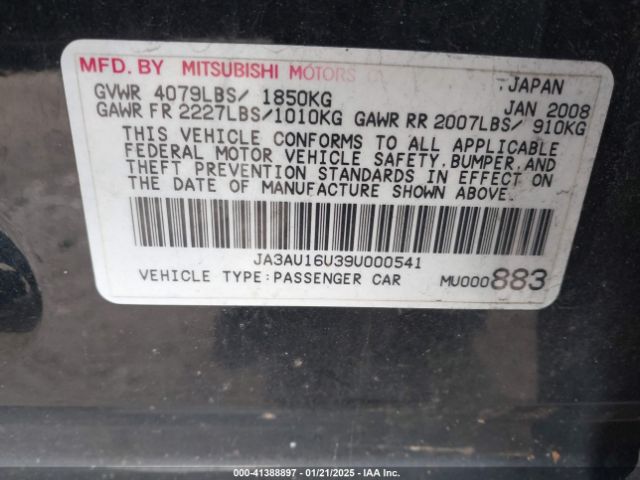 MFD. BY MITSUBISHI MOTORS
JAPAN
GVWR 4079LBS/ 1850KG
JAN 2008
GAWR FR 2227LBS/1010KG GAWR RR 2007LBS/ 910KG
THIS VEHICLE CONFORMS TO ALL APPLICABLE
FEDERAL MOTOR VEHICLE SAFETY.BUMPER.AND
THEFT PREVENTION STANDARDS IN EFFECT ON
THE DATE OF MANUFACTURE SHOWN ABOVE.
JA3AU16U39U000541
VEHICLE TYPE:PASSENGER CAR
MU000883
000-41388897 - 01/21/2025 - IAA Inc.